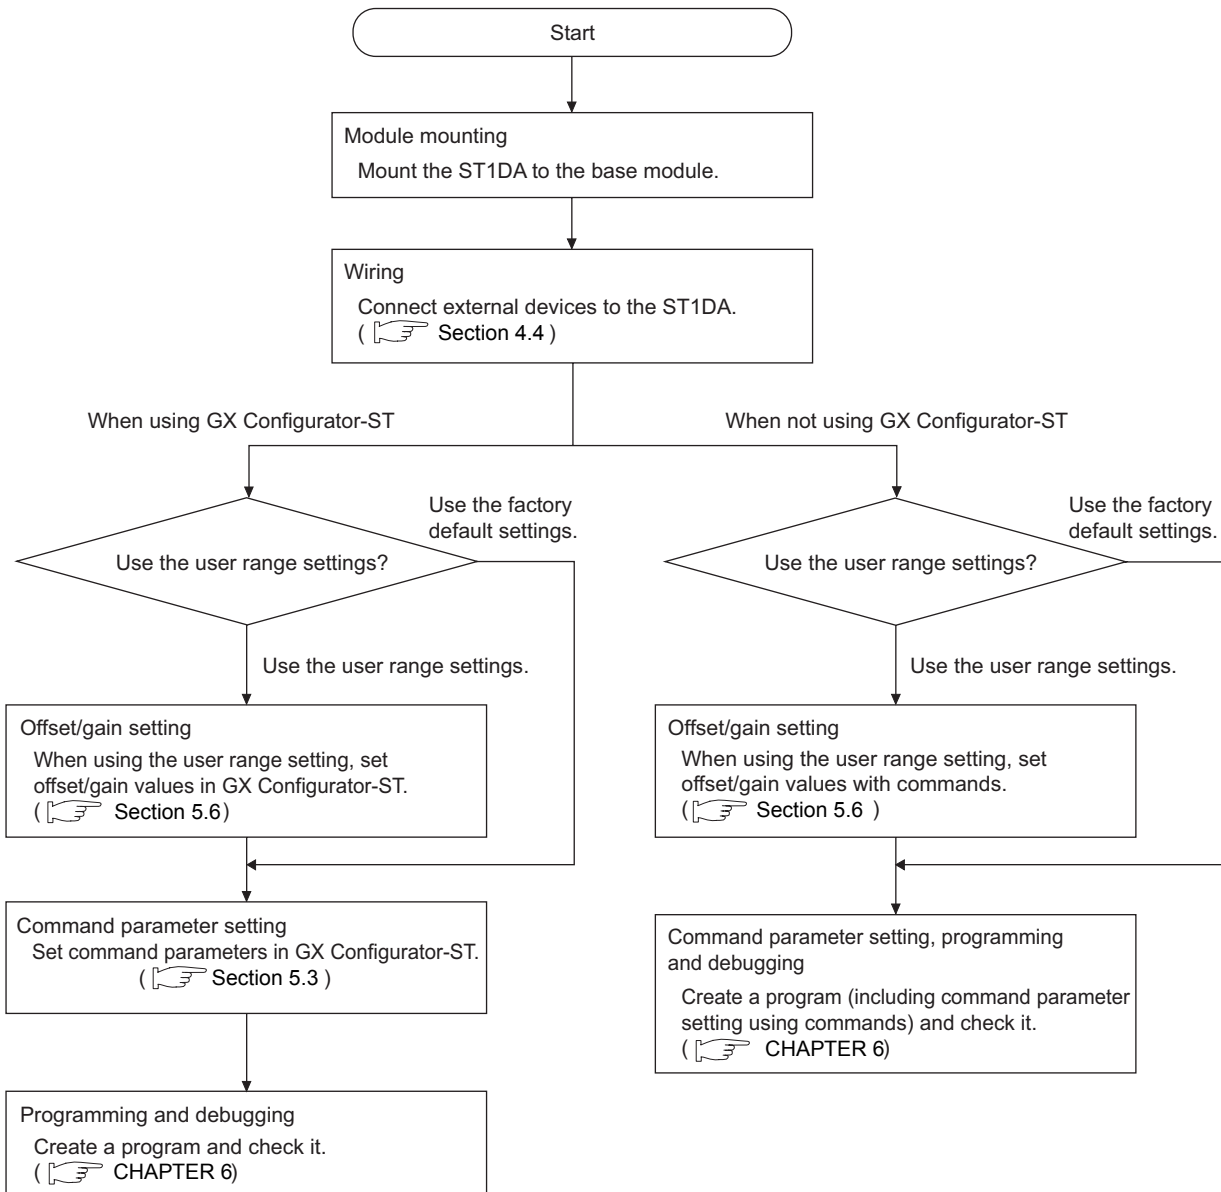 Start
Module mounting
Mount the ST1DA to the base module.
Wiring
Connect external devices to the ST1DA.
( Section 4.4 )
When using GX Configurator-ST
When not using GX Configurator-ST
Use the factory
default settings.
Use the user range settings?
Use the factory
default settings.
Use the user range settings?
Use the user range settings.
Use the user range settings.
Offset/gain setting
When using the user range setting, set
offset/gain values in GX Configurator-ST.
( Section 5.6)
Offset/gain setting
When using the user range setting, set
offset/gain values with commands.
( Section 5.6 )
Command parameter setting
Set command parameters in GX Configurator-ST.
( Section 5.3 )
Command parameter setting, programming
and debugging
Create a program (including command parameter
setting using commands) and check it.
( CHAPTER 6)
Programming and debugging
Create a program and check it.
( CHAPTER 6)